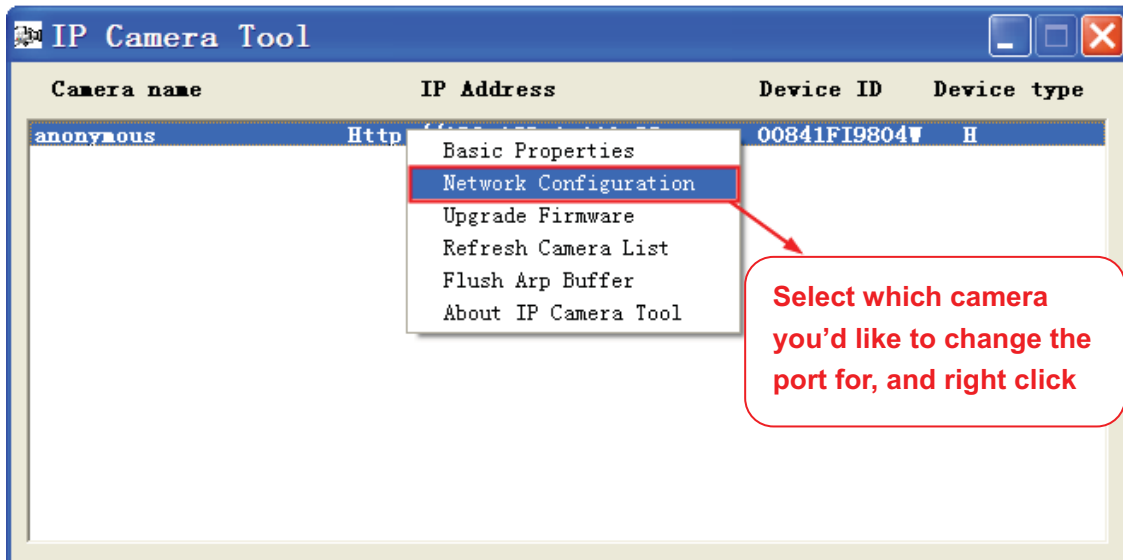 IP Camera Tool
Camera name IP Address Device ID Device type
anonymous Http 00841FI9804W H
Basic Properties
Network Configuration
Upgrade Firmware
Refresh Camera List
Flush Arp Buffer
About IP Camera Tool
Select which camera
you’d like to change the
port for, and right click